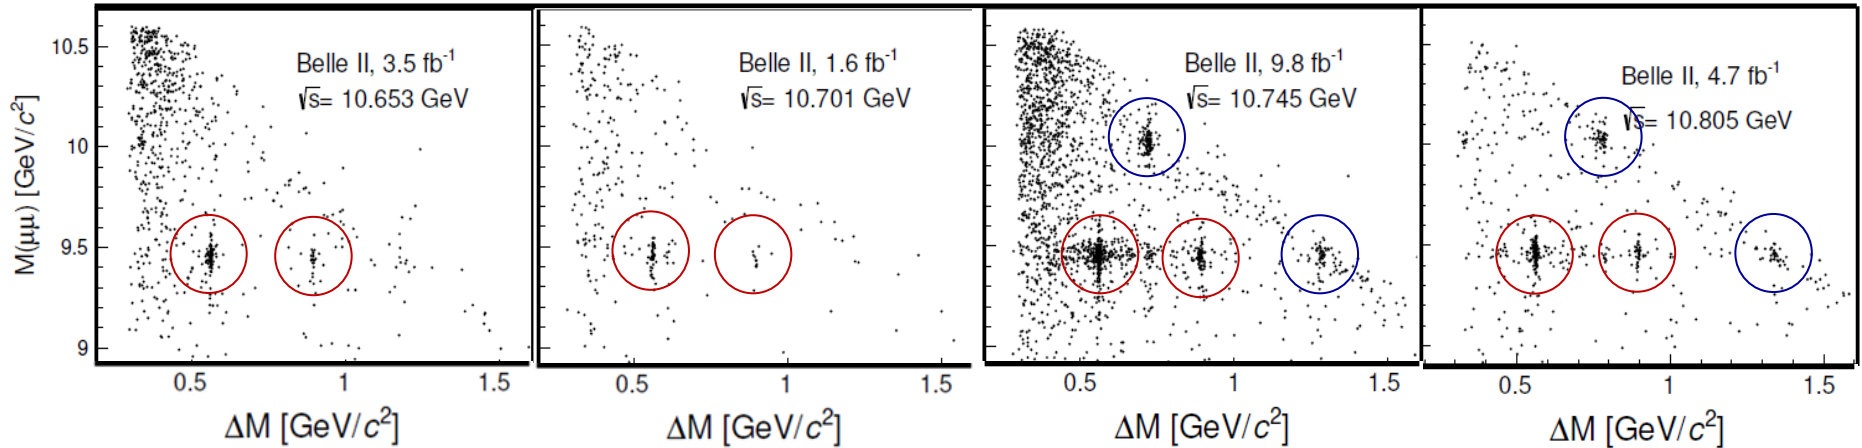 M(μμ) [GeV/c²]
10.5
10
9.5
9
Belle II, 3.5 fb⁻¹
√s= 10.653 GeV
0.5 1 1.5
ΔM [GeV/c²]
Belle II, 1.6 fb⁻¹
√s= 10.701 GeV
0.5 1 1.5
ΔM [GeV/c²]
Belle II, 9.8 fb⁻¹
√s= 10.745 GeV
0.5 1 1.5
ΔM [GeV/c²]
Belle II, 4.7 fb⁻¹
√s= 10.805 GeV
0.5 1 1.5
ΔM [GeV/c²]